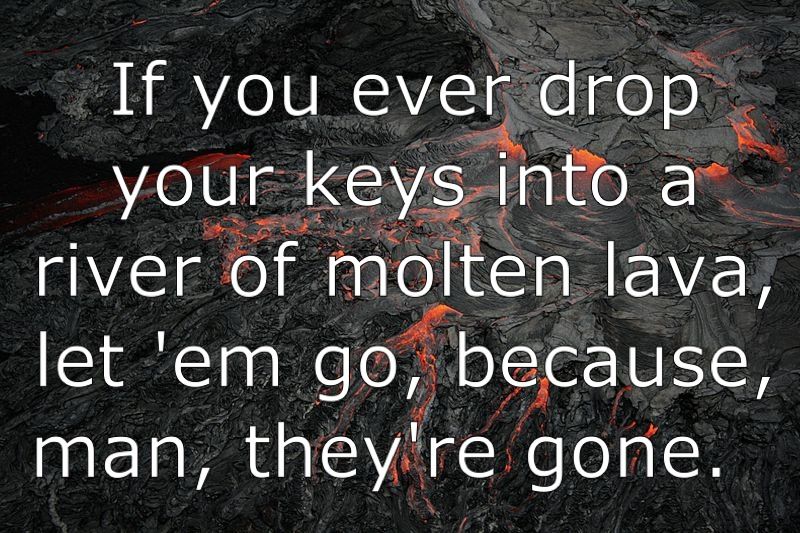 If you ever drop
your keys into a
river of molten lava,
let 'em go, because,
man, they're gone.